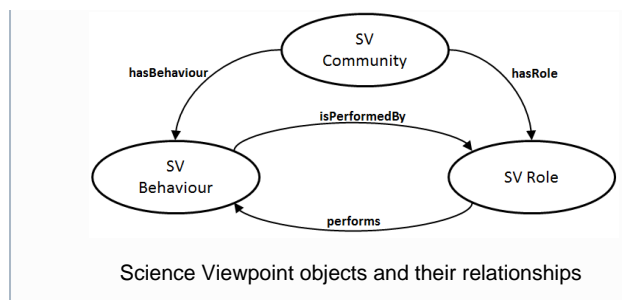 SV
Community
hasBehaviour
hasRole
isPerformedBy
SV
Behaviour
SV Role
performs
Science Viewpoint objects and their relationships